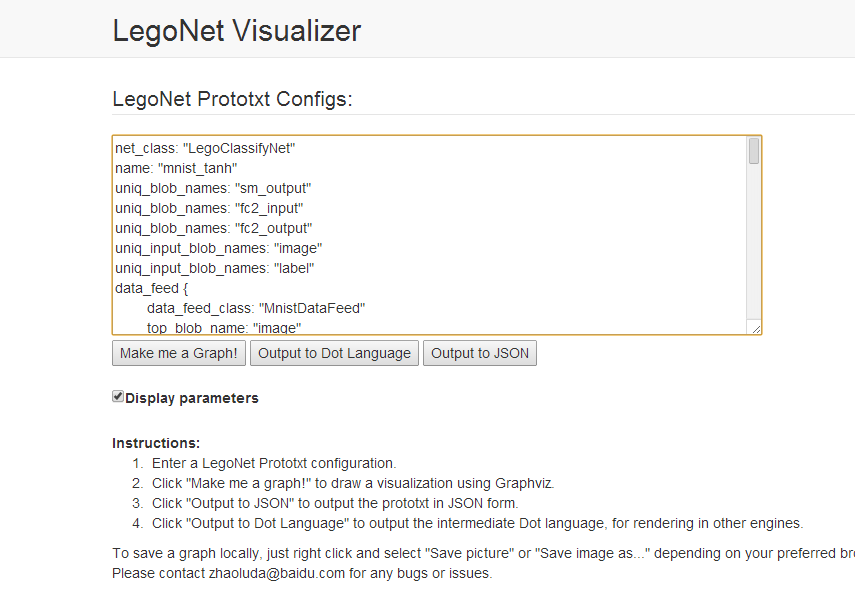 LegoNet Visualizer
LegoNet Prototxt Configs:
net_class: "LegoClassifyNet"
name: "mnist_tanh"
uniq_blob_names: "sm_output"
uniq_blob_names: "fc2_input"
uniq_blob_names: "fc2_output"
uniq_input_blob_names: "image"
uniq_input_blob_names: "label"
data_feed {
data_feed_class: "MnistDataFeed"
top_blob_name: "image"
Make me a Graph! Output to Dot Language Output to JSON
Display parameters
Instructions:
1. Enter a LegoNet Prototxt configuration.
2. Click "Make me a graph!" to draw a visualization using Graphviz.
3. Click "Output to JSON" to output the prototxt in JSON form.
4. Click "Output to Dot Language" to output the intermediate Dot language, for rendering in other engines.
To save a graph locally, just right click and select "Save picture" or "Save image as..." depending on your preferred
Please contact zhaoluda@baidu.com for any bugs or issues.